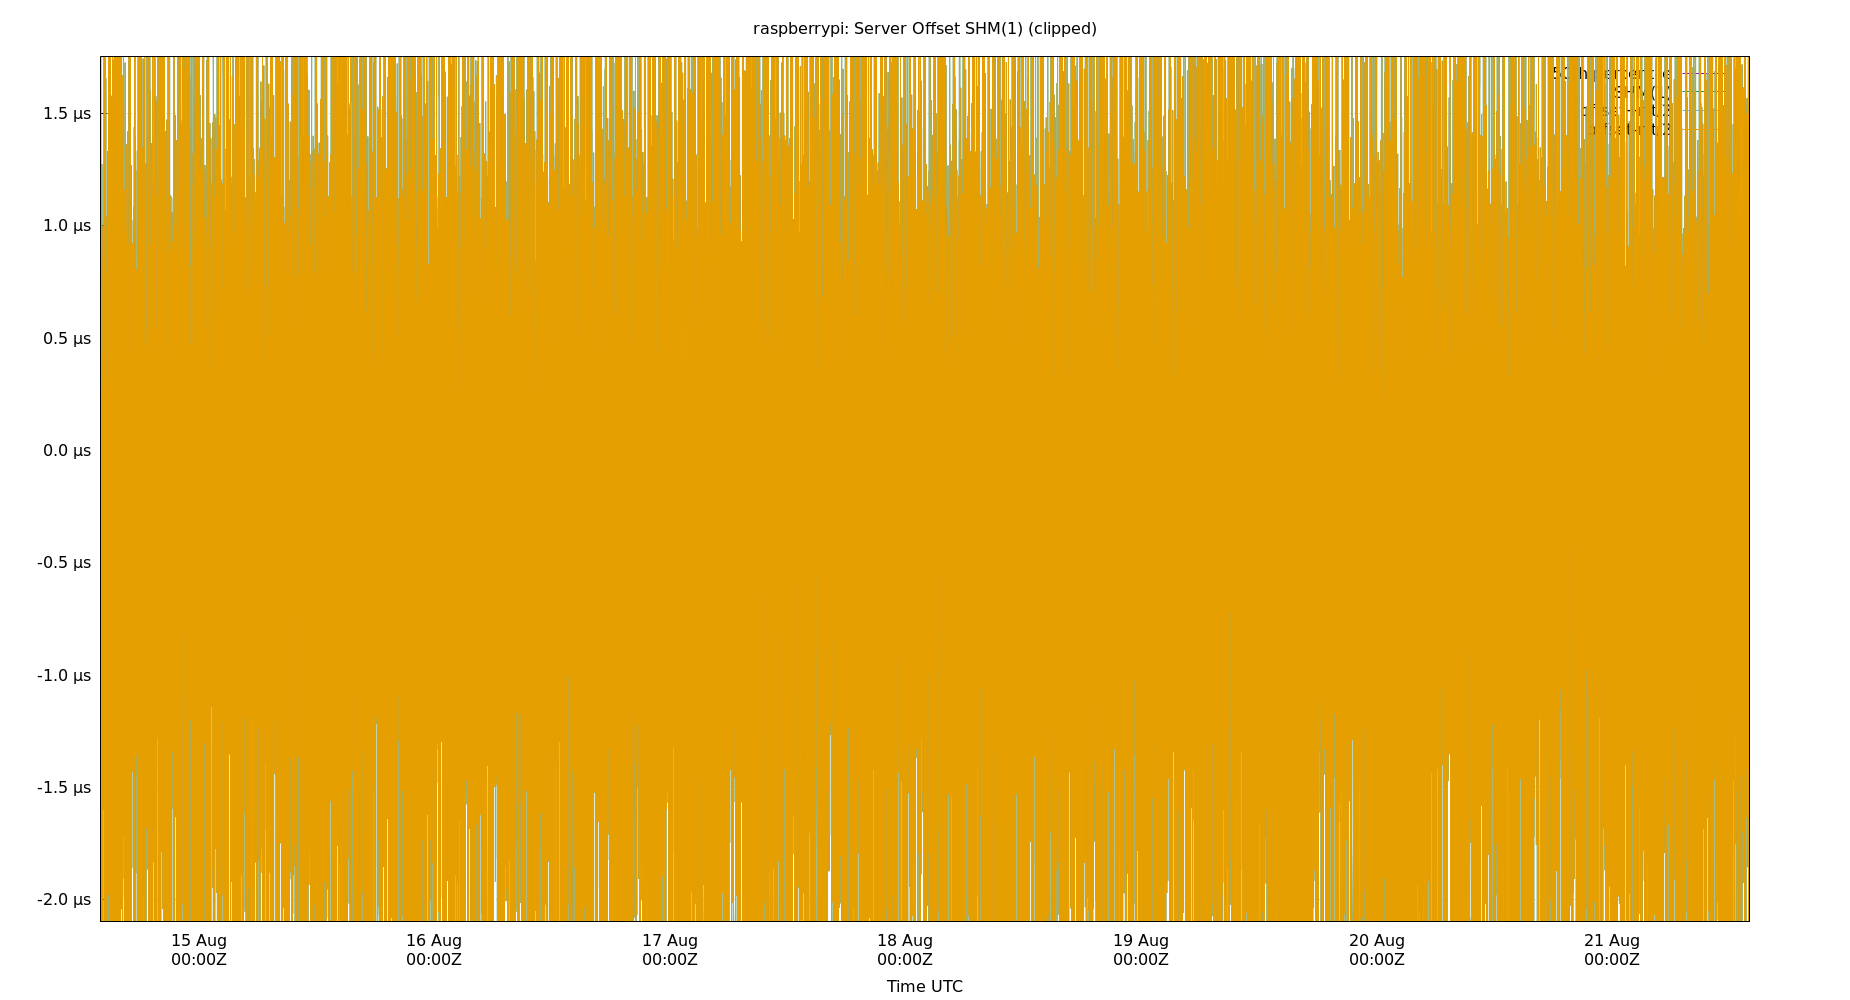 raspberrypi: Server Offset SHM(1) (clipped)
1.5 µs
1.0 µs
0.5 µs
0.0 µs
-0.5 µs
-1.0 µs
-1.5 µs
-2.0 µs
15 Aug 16 Aug 17 Aug 18 Aug 19 Aug 20 Aug 21 Aug
00:00Z 00:00Z 00:00Z 00:00Z 00:00Z 00:00Z 00:00Z
Time UTC